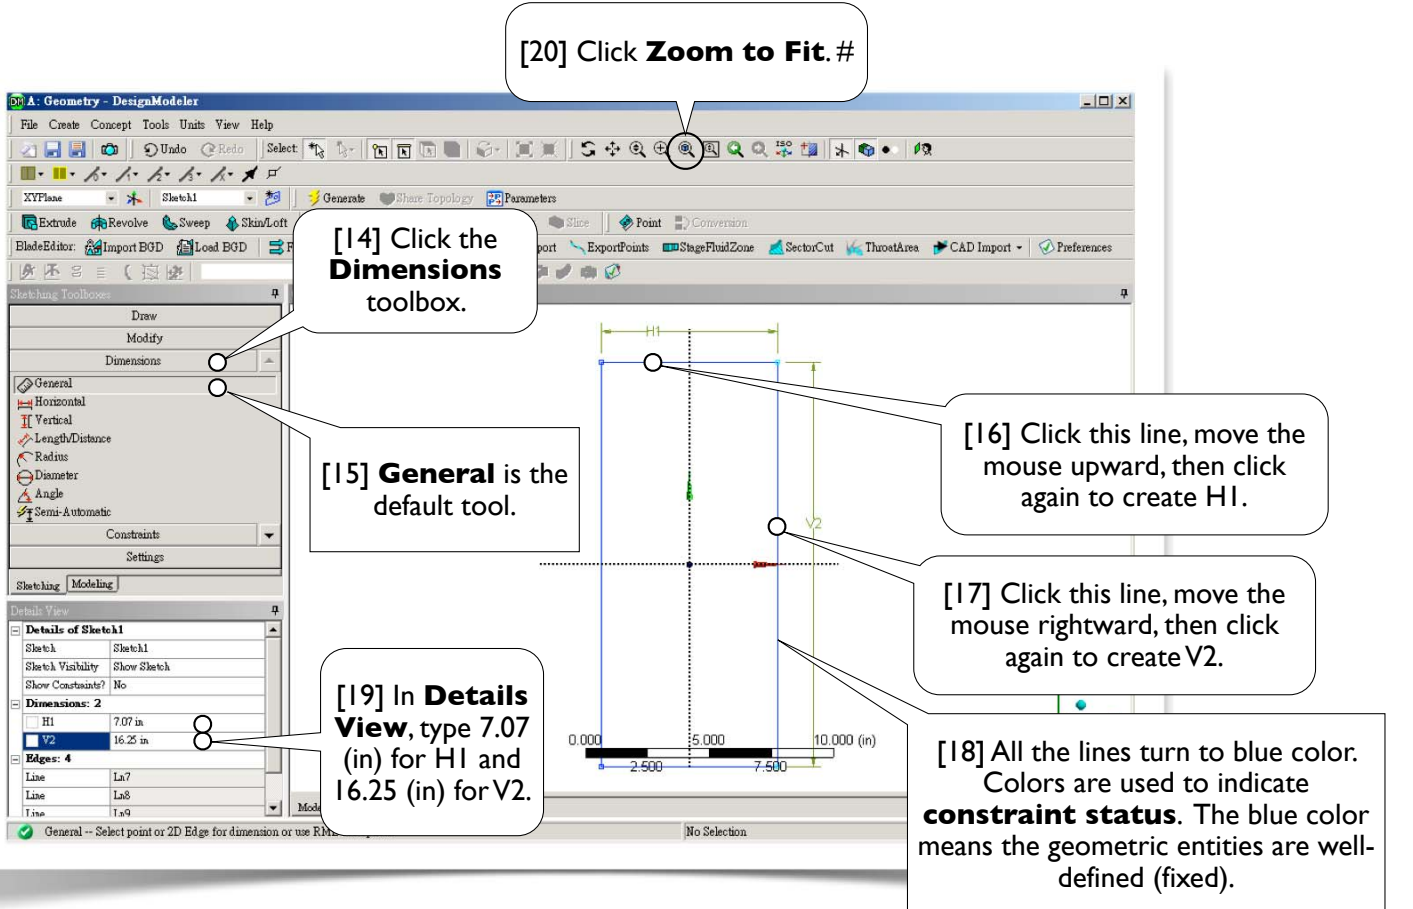 [20] Click Zoom to Fit. #
A: Geometry - DesignModeler
File Create Concept Tools Units View Help
Undo Redo Select:
XYPlane Sketch1 Generate Share Topology Parameters
Extrude Revolve Sweep Skin/Loft Slice Point Conversion
BladeEditor: Import BGD Load BGD ExportPoints StageFluidZone SectorCut ThroatArea CAD Import Preferences
[14] Click the
Dimensions
toolbox.
Sketching Toolboxes
Draw
Modify
Dimensions
General
Horizontal
Vertical
Length/Distance
Radius
Diameter
Angle
Semi-Automatic
Constraints
Settings
Sketching Modeling
[15] General is the
default tool.
H1
V2
[16] Click this line, move the
mouse upward, then click
again to create H1.
[17] Click this line, move the
mouse rightward, then click
again to create V2.
Details View
Details of Sketch1
Sketch Sketch1
Sketch Visibility Show Sketch
Show Constraints? No
Dimensions: 2
H1 7.07 in
V2 16.25 in
Edges: 4
Line Ln7
Line Ln8
Line Ln9
[19] In Details
View, type 7.07
(in) for H1 and
16.25 (in) for V2.
0.000 5.000 10.000 (in)
2.500 7.500
[18] All the lines turn to blue color.
Colors are used to indicate
constraint status. The blue color
means the geometric entities are well-
defined (fixed).
General -- Select point or 2D Edge for dimension or use RMB
No Selection